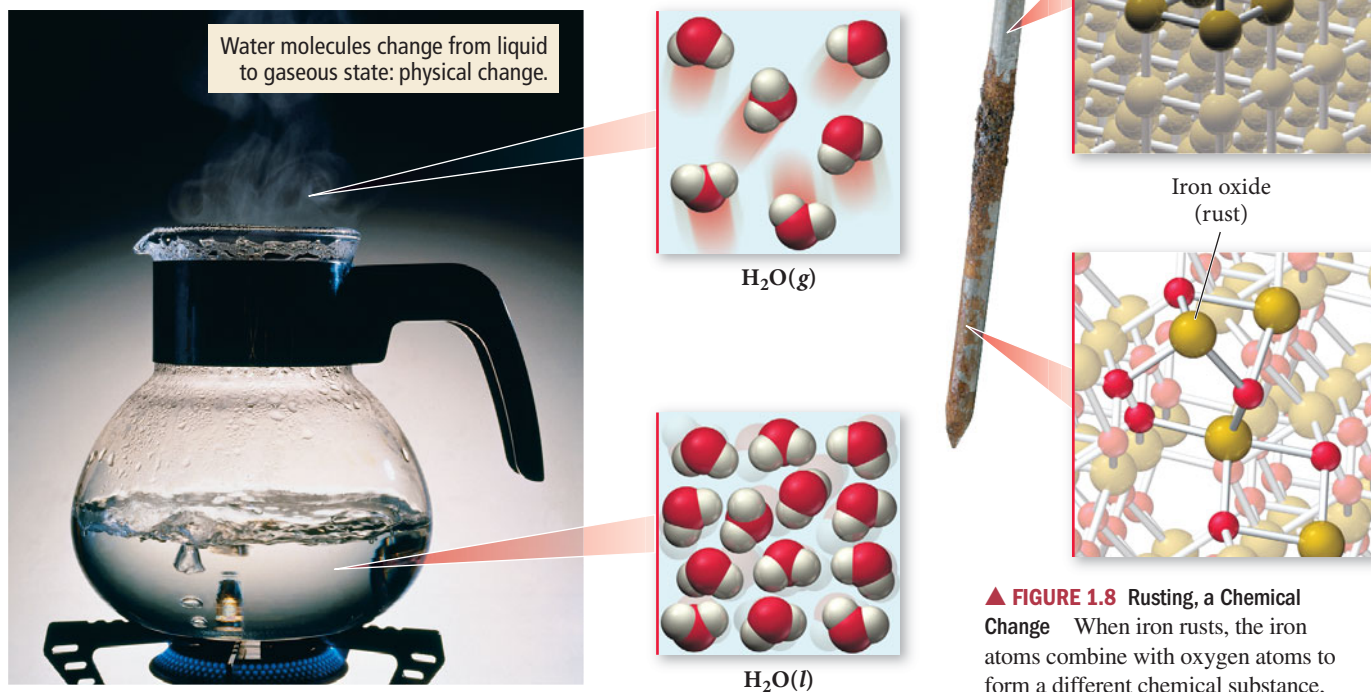 Water molecules change from liquid
to gaseous state: physical change.
H₂O(g)
H₂O(l)
Iron oxide
(rust)
▲ FIGURE 1.8 Rusting, a Chemical
Change When iron rusts, the iron
atoms combine with oxygen atoms to
form a different chemical substance,